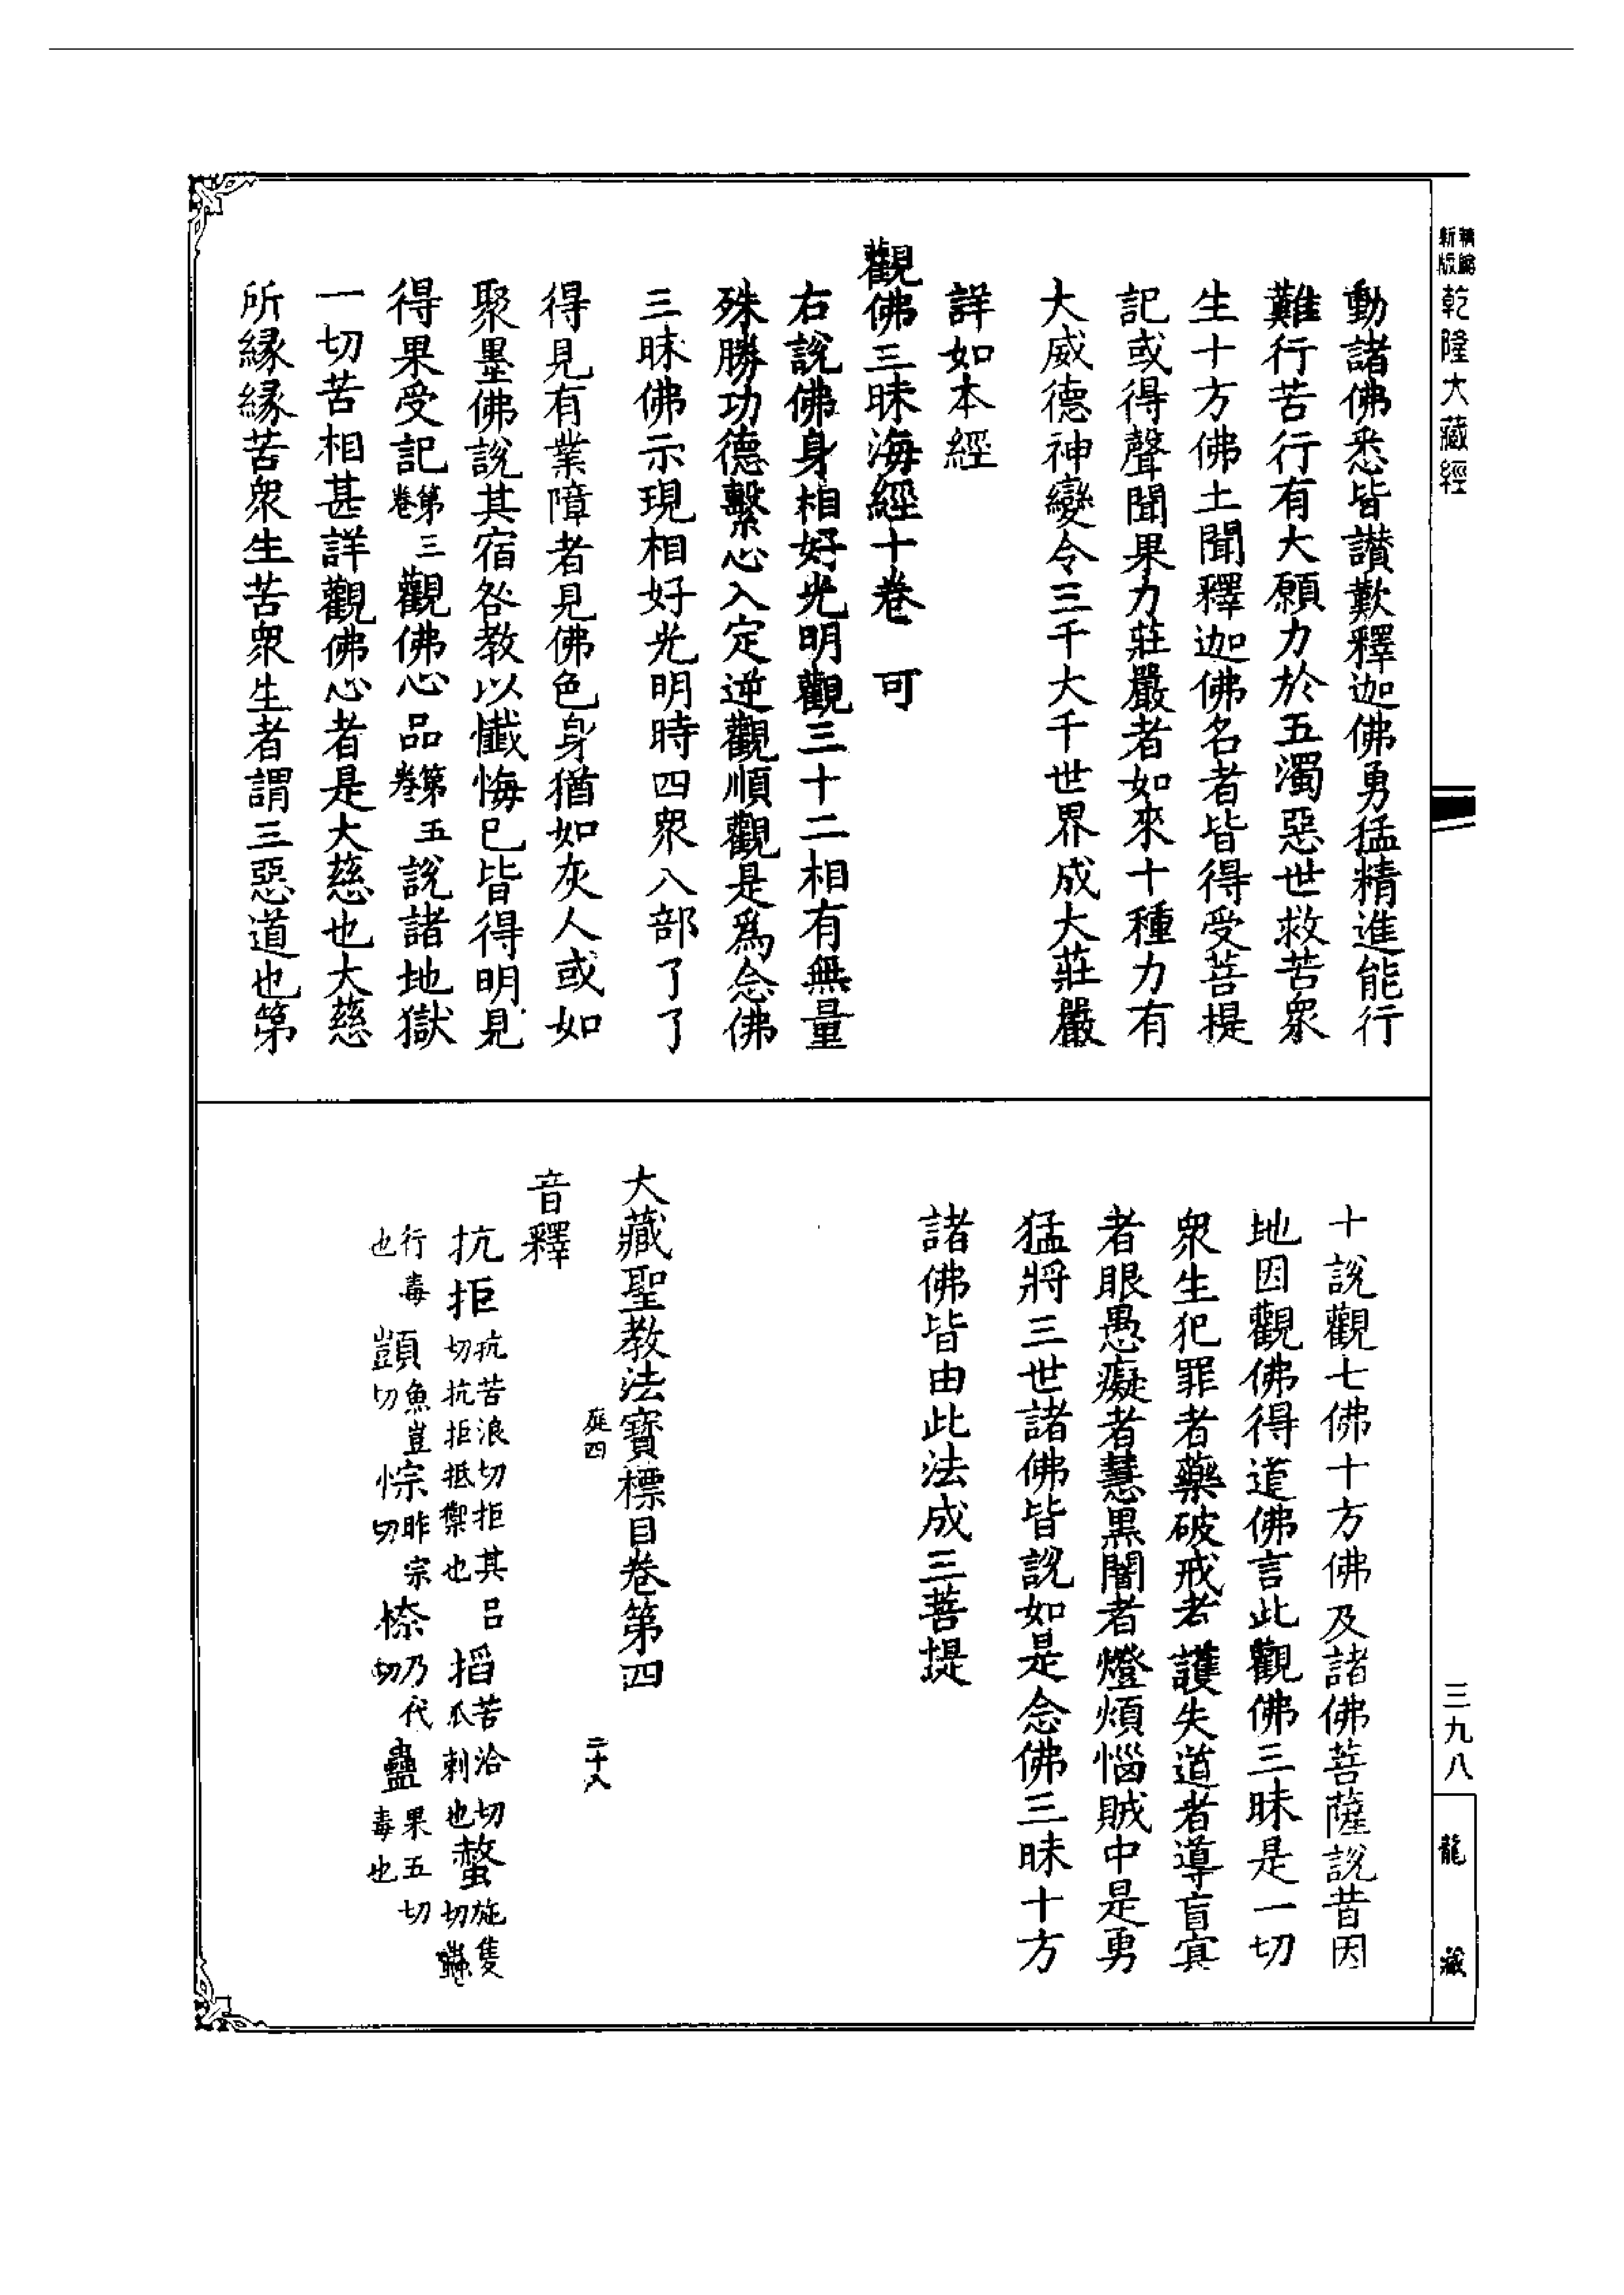 新編
新版
乾隆大藏經
動諸佛悉皆讃歎釋迦佛勇猛精進能行
難行苦行有大願力於五濁惡世救苦衆
生十方佛土聞釋迦佛名者皆得受菩提
記或得聲聞果力莊嚴者如來十種力有
大威德神變令三千大千世界成大莊嚴
詳如本經
觀佛三昧海經十卷 可
右說佛身相好光明觀三十二相有無量
殊勝功德繫心入定逆觀順觀是爲念佛
三昧佛示現相好光明時四衆八部了了
得見有業障者見佛色身猶如灰人或如
聚墨佛說其宿咎教以懺悔已皆得明見
得果受記第三卷觀佛心品第五卷說諸地獄
一切苦相甚詳觀佛心者是大慈也大慈
所緣緣苦衆生苦衆生者謂三惡道也第
十說觀七佛十方佛及諸佛菩薩說昔因
地因觀佛得道佛言此觀佛三昧是一切
衆生犯罪者藥破戒者護失道者導盲寘
者眼愚癡者慧黑闇者燈煩惱賊中是勇
猛將三世諸佛皆說如是念佛三昧十方
諸佛皆由此法成三菩提
大藏聖教法寶標目卷第四
庭四 二十八
音釋
抗拒抗苦浪切拒其呂切抗拒抵禦也 搯苦洽切爪刺也 螫施隻切
行毒也 顗魚豈切 悰昨宗切 㮈乃代切 蠱果五切毒也
三九八
龍藏